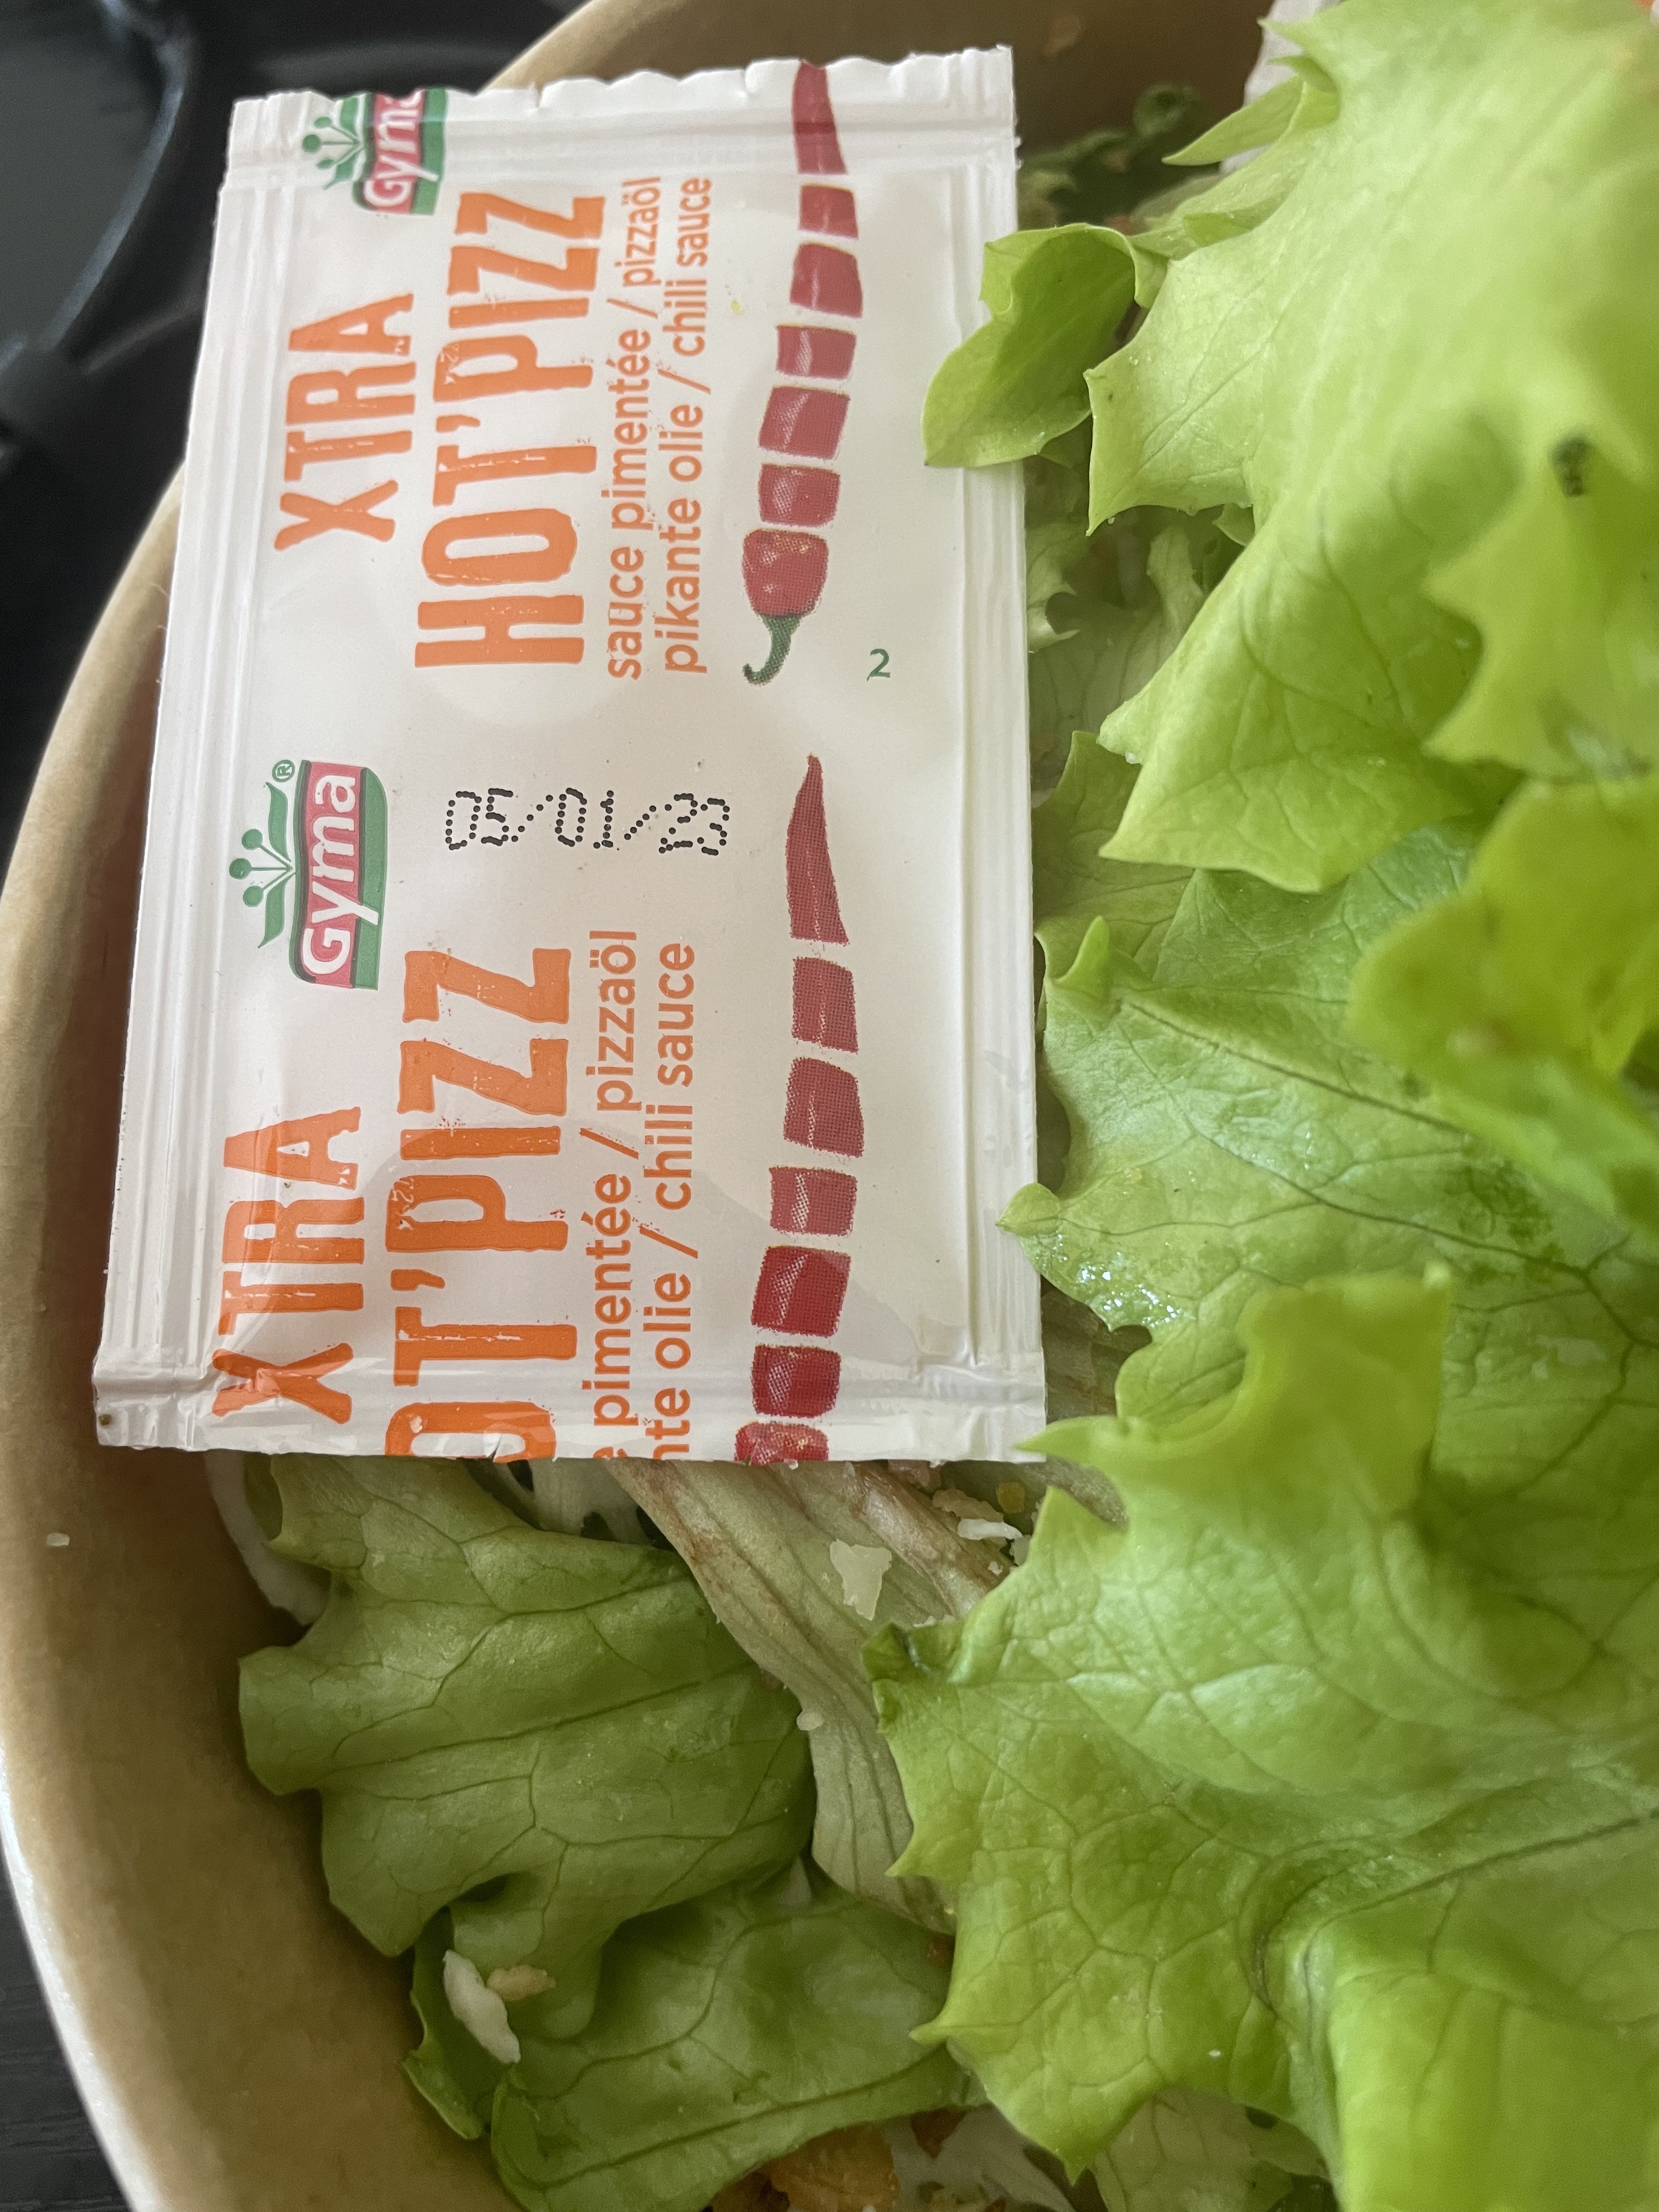 Gyma
XTRA
HOT'PIZZ
sauce pimentée / pizzaöl
pikante olie / chili sauce
2
Gyma®
05/01/23
XTRA
OT'PIZZ
e pimentée / pizzaöl
nte olie / chili sauce